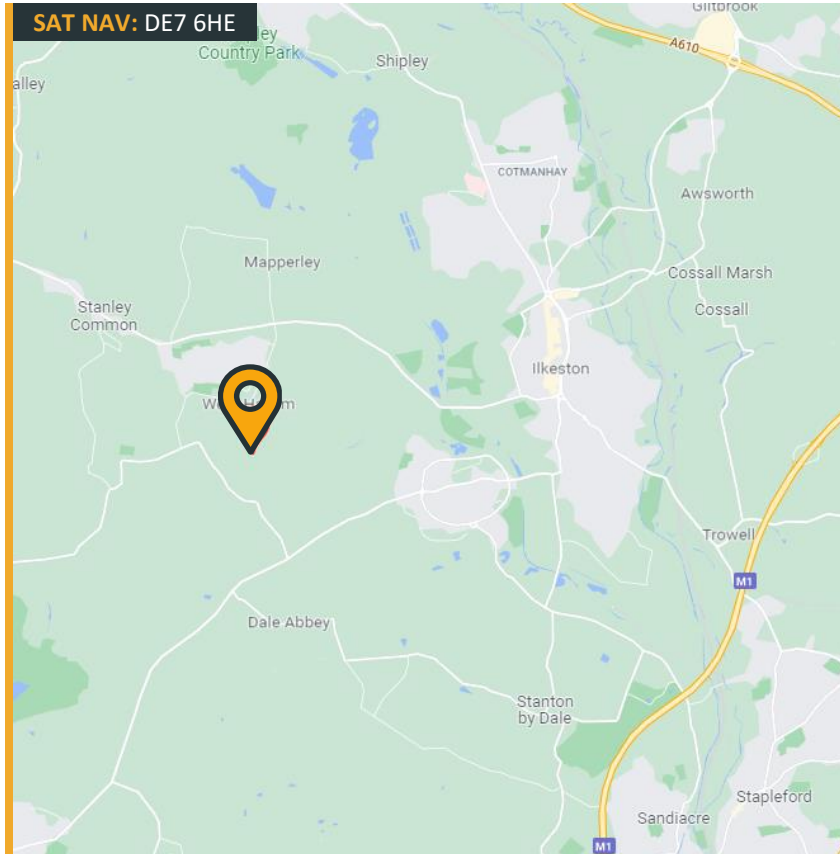 SAT NAV: DE7 6HE
Giltbrook
A610
Country Park
Shipley
alley
COTMANHAY
Awsworth
Mapperley
Cossall Marsh
Stanley
Common
Cossall
Ilkeston
Trowell
M1
Dale Abbey
Stanton
by Dale
Stapleford
Sandiacre
M1